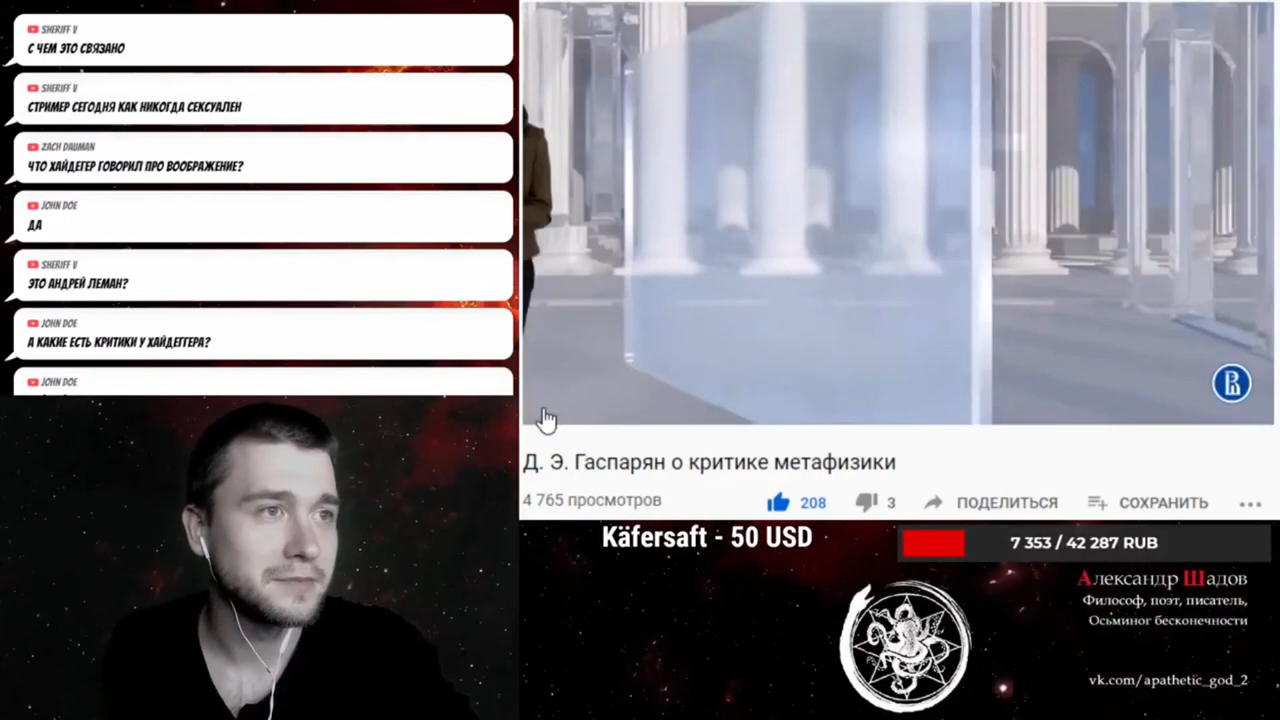 SHERIFF V
С ЧЕМ ЭТО СВЯЗАНО
SHERIFF V
СТРИМЕР СЕГОДНЯ КАК НИКОГДА СЕКСУАЛЕН
ZACH DAUMAN
ЧТО ХАЙДЕГЕР ГОВОРИЛ ПРО ВООБРАЖЕНИЕ?
JOHN DOE
ДА
SHERIFF V
ЭТО АНДРЕЙ ЛЕМАН?
JOHN DOE
А КАКИЕ ЕСТЬ КРИТИКИ У ХАЙДЕГГЕРА?
JOHN DOE
Д. Э. Гаспарян о критике метафизики
4 765 просмотров
208
3
ПОДЕЛИТЬСЯ
СОХРАНИТЬ
Käfersaft - 50 USD
7 353 / 42 287 RUB
Александр Шадов
Философ, поэт, писатель,
Осьминог бесконечности
vk.com/apathetic_god_2